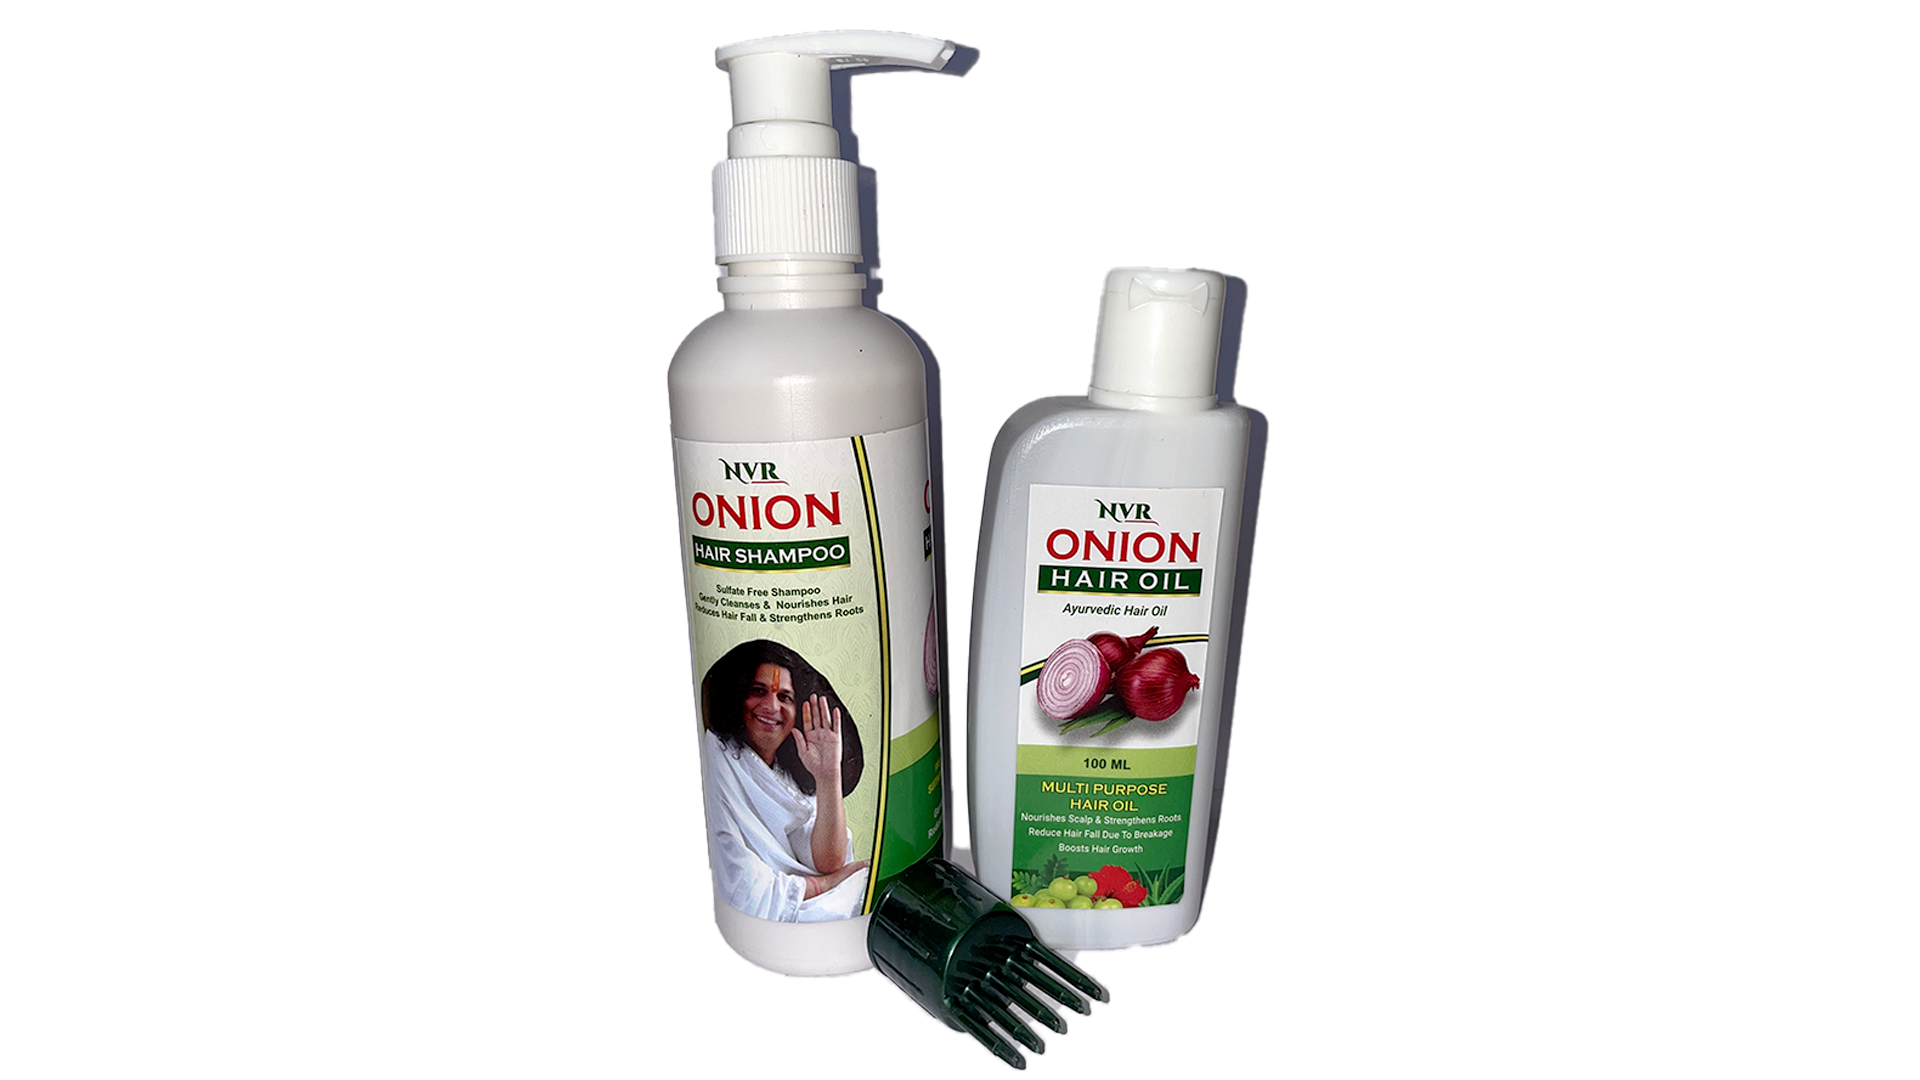 NVR
ONION
HAIR SHAMPOO
Sulfate Free Shampoo
Gently Cleanses & Nourishes Hair
Reduces Hair Fall & Strengthens Roots
NVR
ONION
HAIR OIL
Ayurvedic Hair Oil
100 ML
MULTI PURPOSE
HAIR OIL
Nourishes Scalp & Strengthens Roots
Reduce Hair Fall Due To Breakage
Boosts Hair Growth